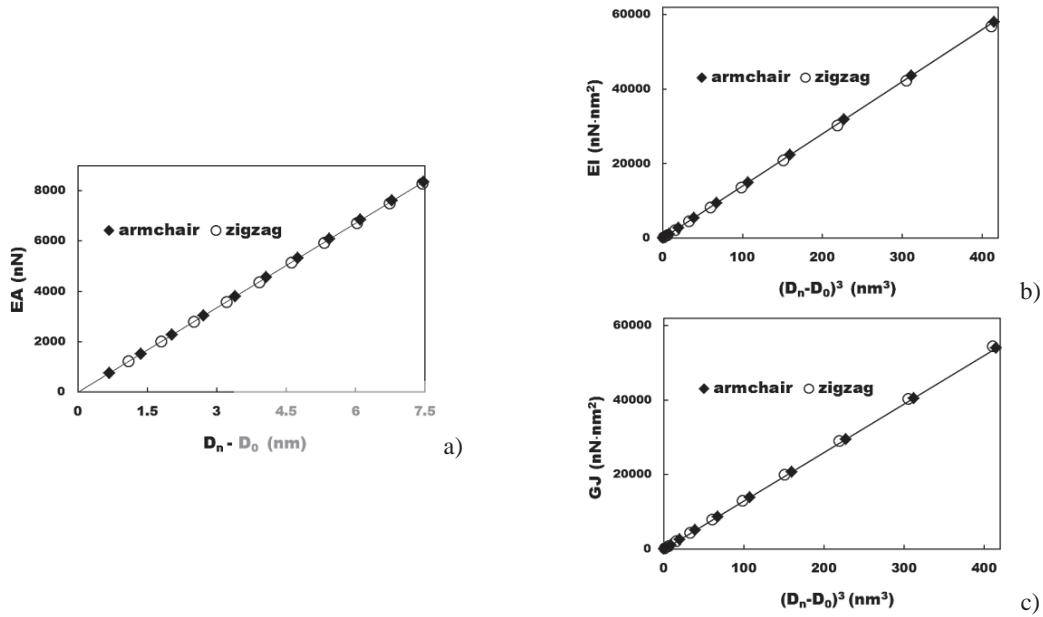 EA (nN)
8000
6000
4000
2000
0
◆ armchair ○ zigzag
0 1.5 3 4.5 6 7.5
Dₙ - D₀ (nm)
a)
EI (nN·nm²)
60000
40000
20000
0
◆ armchair ○ zigzag
0 100 200 300 400
(Dₙ-D₀)³ (nm³)
b)
GJ (nN·nm²)
60000
40000
20000
0
◆ armchair ○ zigzag
0 100 200 300 400
(Dₙ-D₀)³ (nm³)
c)